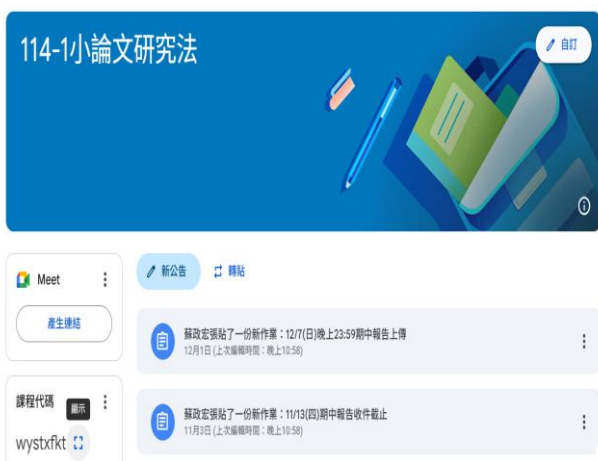 114-1小論文研究法
自訂
Meet
產生連結
新公告
轉貼
蘇政宏張貼了一份新作業：12/7(日)晚上23:59期中報告上傳
12月1日 (上次編輯時間：晚上10:58)
課程代碼
顯示
wystxfkt
蘇政宏張貼了一份新作業：11/13(四)期中報告收件截止
11月3日 (上次編輯時間：晚上10:58)